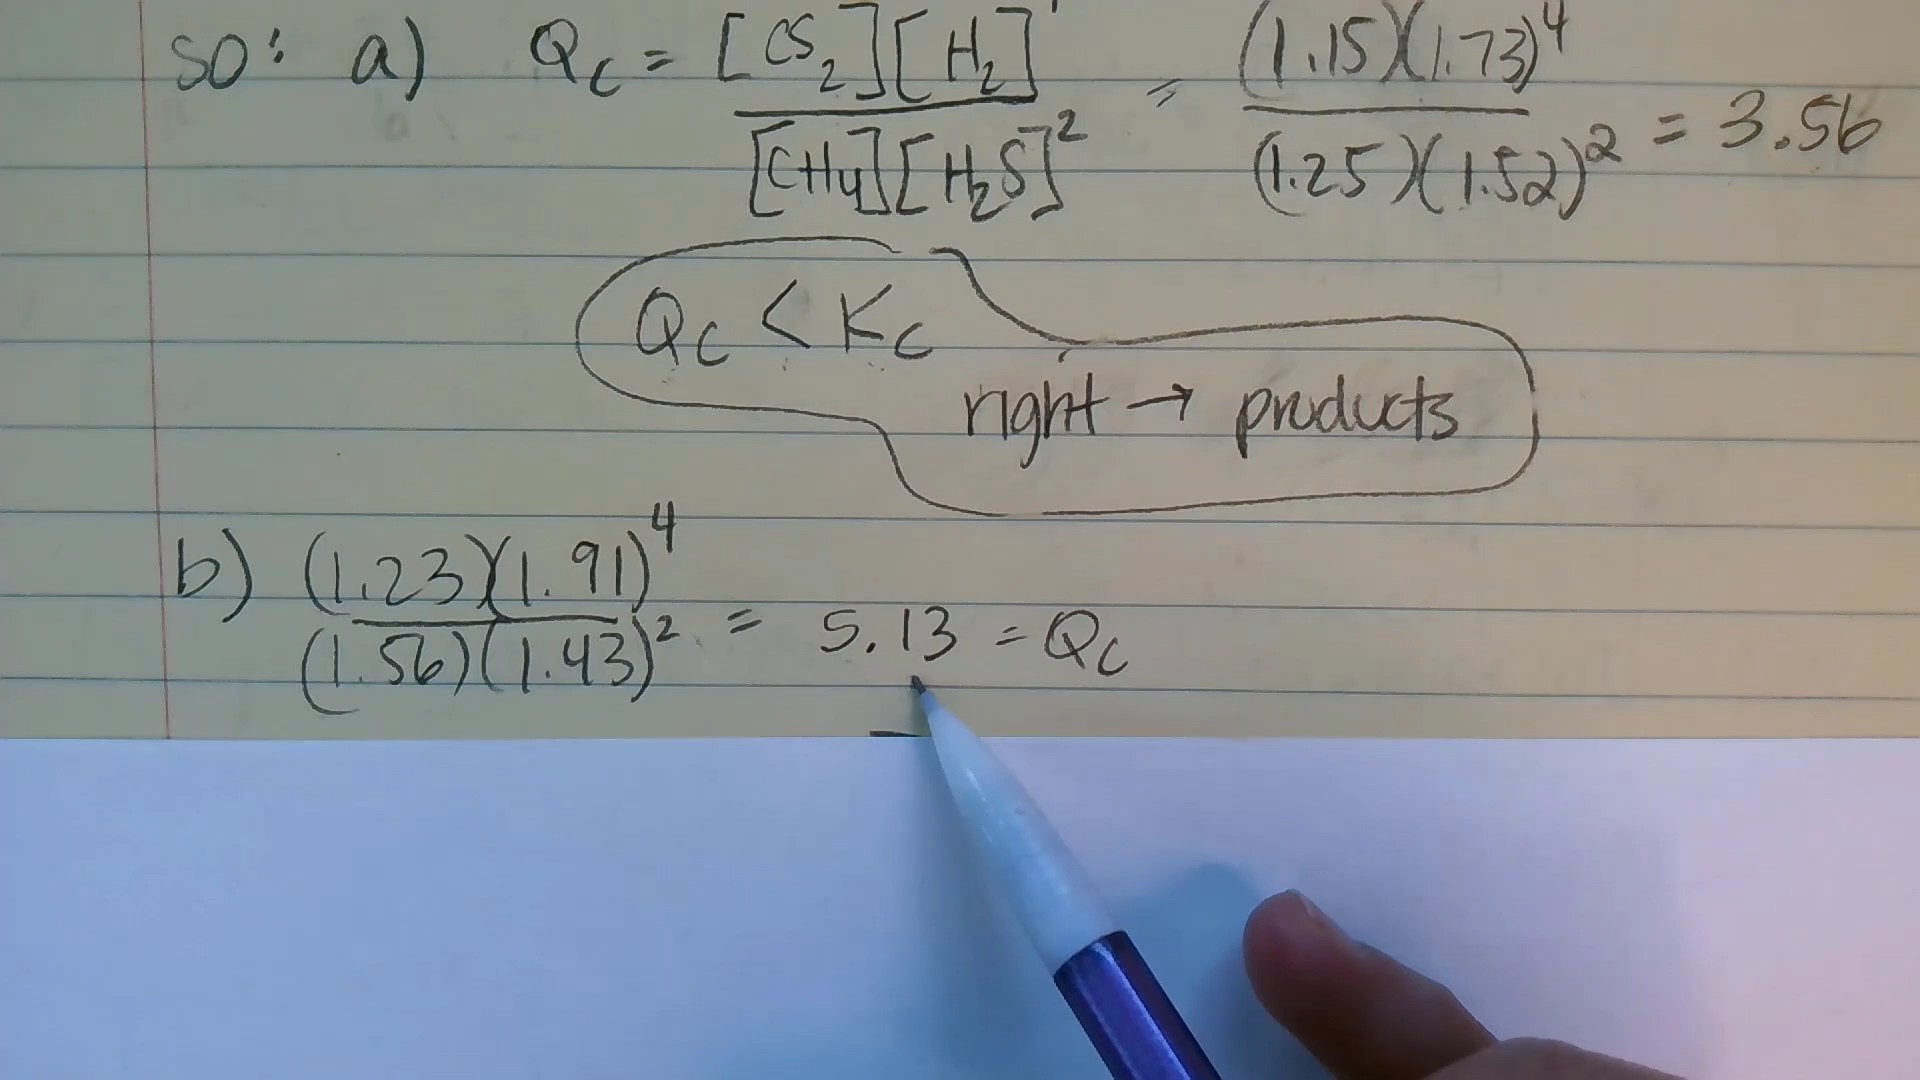 SO: a) Qc = [CS2][H2]' / [CH4][H2S]² = (1.15)(1.73)⁴ / (1.25)(1.52)² = 3.56
Qc < Kc
right → products
b) (1.23)(1.91)⁴ / (1.56)(1.43)² = 5.13 = Qc